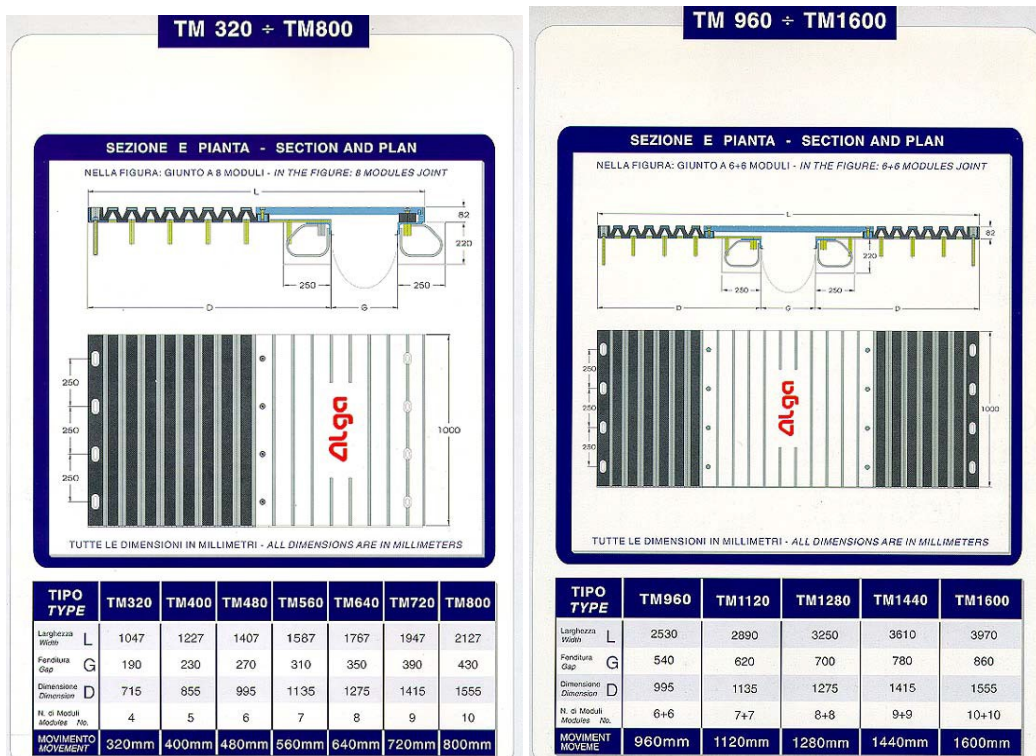 TM 320 ÷ TM800
SEZIONE E PIANTA - SECTION AND PLAN
NELLA FIGURA: GIUNTO A 8 MODULI - IN THE FIGURE: 8 MODULES JOINT
L
82
220
250
250
D
G
250
250
250
1000
Alga
TUTTE LE DIMENSIONI IN MILLIMETRI - ALL DIMENSIONS ARE IN MILLIMETERS
TIPO TYPE TM320 TM400 TM480 TM560 TM640 TM720 TM800
Larghezza Width L 1047 1227 1407 1587 1767 1947 2127
Fenditura Gap G 190 230 270 310 350 390 430
Dimensione Dimension D 715 855 995 1135 1275 1415 1555
N. di Moduli Modules No. 4 5 6 7 8 9 10
MOVIMENTO MOVEMENT 320mm 400mm 480mm 560mm 640mm 720mm 800mm
TM 960 ÷ TM1600
SEZIONE E PIANTA - SECTION AND PLAN
NELLA FIGURA: GIUNTO A 6+6 MODULI - IN THE FIGURE: 6+6 MODULES JOINT
L
82
220
250
250
D
G
D
250
250
250
1000
Alga
TUTTE LE DIMENSIONI IN MILLIMETRI - ALL DIMENSIONS ARE IN MILLIMETERS
TIPO TYPE TM960 TM1120 TM1280 TM1440 TM1600
Larghezza Width L 2530 2890 3250 3610 3970
Fenditura Gap G 540 620 700 780 860
Dimensione Dimension D 995 1135 1275 1415 1555
N. di Moduli Modules No. 6+6 7+7 8+8 9+9 10+10
MOVIMENT MOVEME 960mm 1120mm 1280mm 1440mm 1600mm